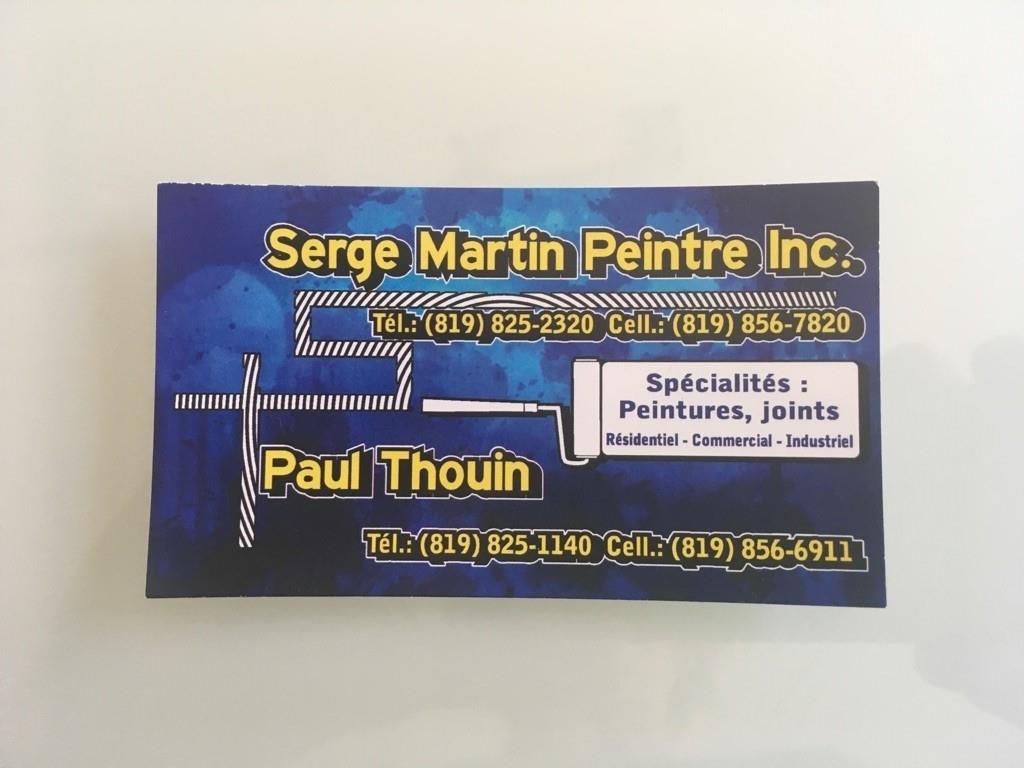 Serge Martin Peintre Inc.
Tél.: (819) 825-2320 Cell.: (819) 856-7820
Spécialités :
Peintures, joints
Résidentiel - Commercial - Industriel
Paul Thouin
Tél.: (819) 825-1140 Cell.: (819) 856-6911